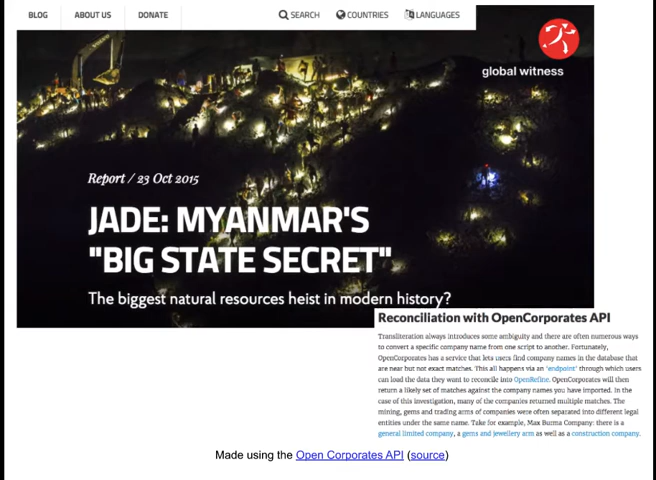 BLOG ABOUT US DONATE SEARCH COUNTRIES LANGUAGES
global witness
Report / 23 Oct 2015
JADE: MYANMAR'S
"BIG STATE SECRET"
The biggest natural resources heist in modern history?
Reconciliation with OpenCorporates API
Transliteration always introduces some ambiguity and there are often numerous ways
to convert a specific company name from one script to another. Fortunately,
OpenCorporates has a service that lets users find company names in the database that
are near but not exact matches. This all happens via an 'endpoint' through which users
can load the data they want to reconcile into OpenRefine. OpenCorporates will then
return a likely set of matches against the company names you have imported. In the
case of this investigation, many of the companies returned multiple matches. The
mining, gems and trading arms of companies were often separated into different legal
entities under the same name. Take for example, Max Burma Company: there is a
general limited company, a gems and jewellery arm as well as a construction company.
Made using the Open Corporates API (source)